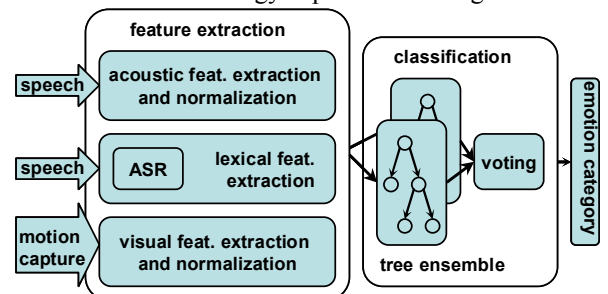 feature extraction
speech
acoustic feat. extraction
and normalization
speech
ASR
lexical feat.
extraction
motion
capture
visual feat. extraction
and normalization
classification
voting
tree ensemble
emotion category